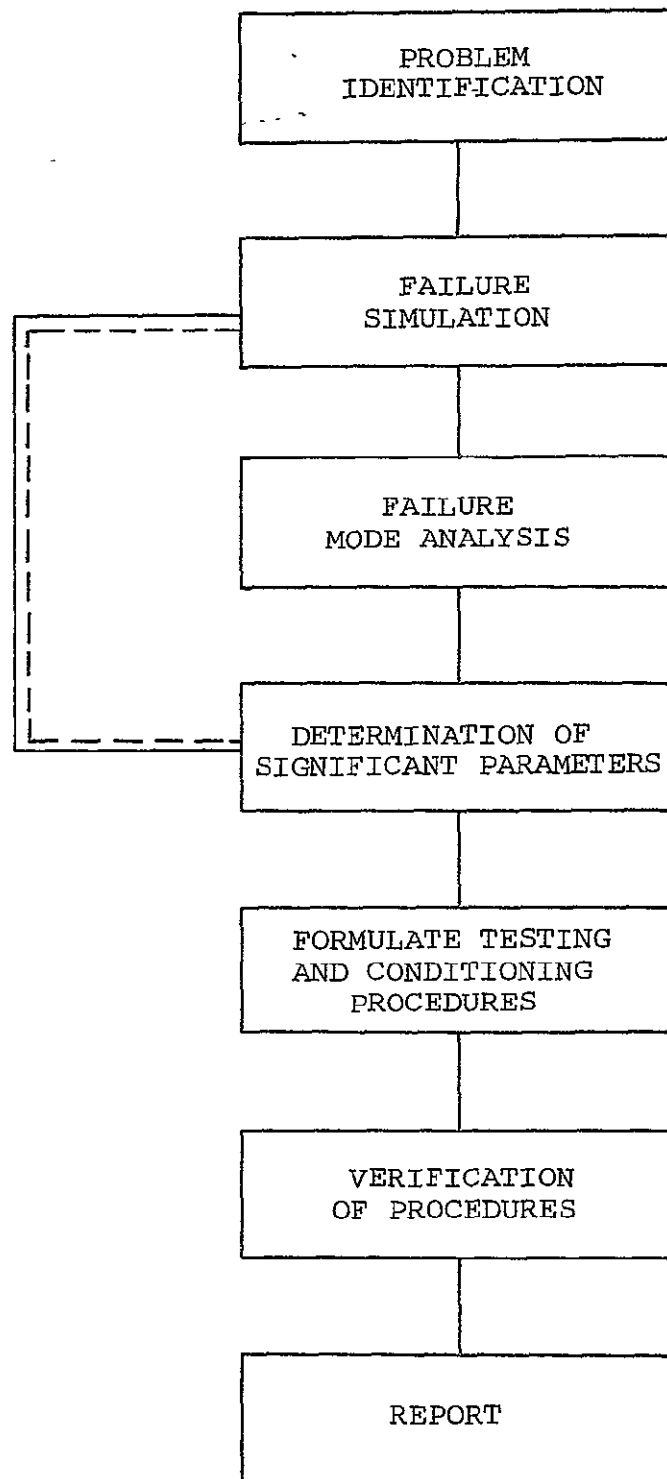 PROBLEM
IDENTIFICATION
FAILURE
SIMULATION
FAILURE
MODE ANALYSIS
DETERMINATION OF
SIGNIFICANT PARAMETERS
FORMULATE TESTING
AND CONDITIONING
PROCEDURES
VERIFICATION
OF PROCEDURES
REPORT